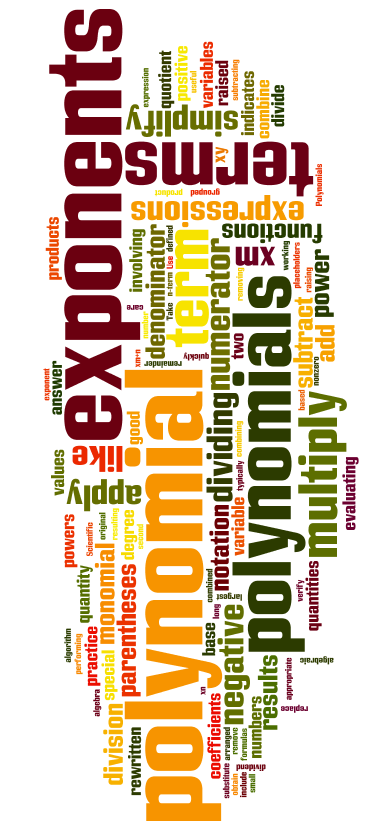 exponents
expression
quotient
positive
useful
variables
raised
subtracting
indicates
combine
divide
simplify
terms
xy
product
grouped
Polynomials
expressions
functions
products
involving
denominator
Take
n-term
Use
defined
term
numerator
xm
working
placeholders
raising
power
removing
care
number
xm÷n
remainder
quickly
two
polynomials
subtract
add
nonzero
based
exponent
answer
like
good
polynomial
dividing
combining
typically
multiply
evaluating
values
apply
notation
variable
powers
Scientific
original
resulting
degree
second
monomial
quantity
parentheses
algorithm
performing
practice
special
algebra
division
rewritten
combined
largest
long
base
negative
verify
quantities
algebraic
appropriate
replace
results
numbers
xn
coefficients
arranged
remove
formulas
substitute
obtain
dividend
include
small